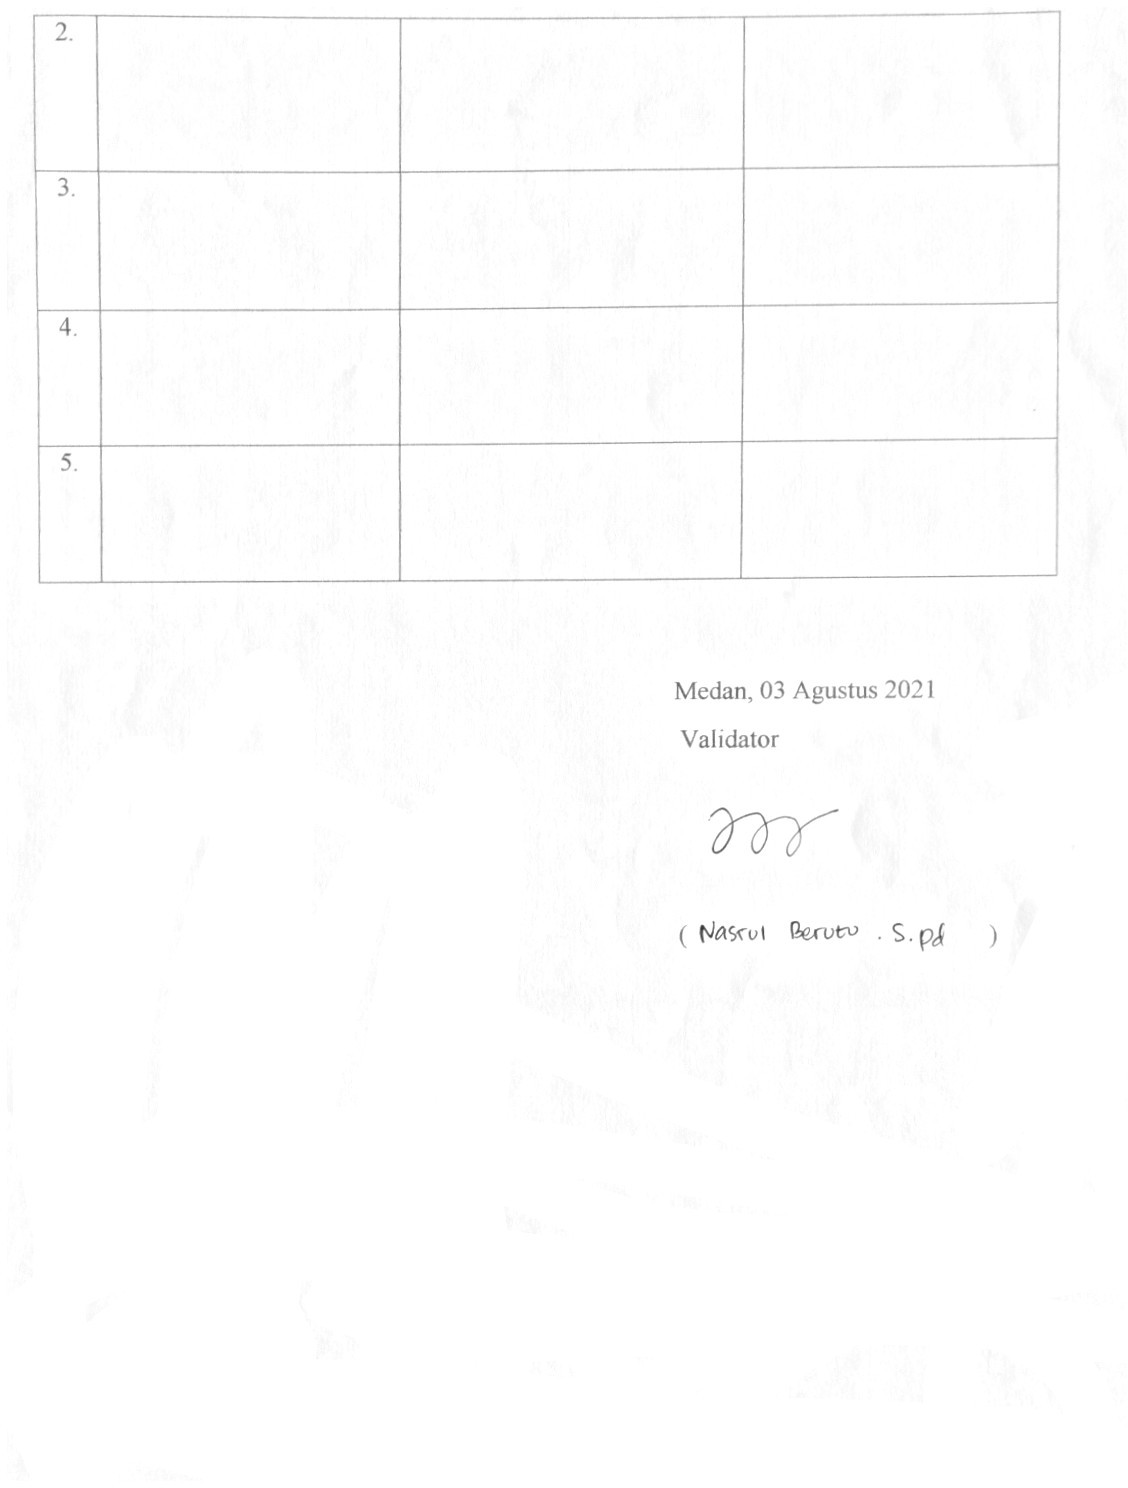 2.
3.
4.
5.
Medan, 03 Agustus 2021
Validator
( Nasrul Berutu . S.pd )